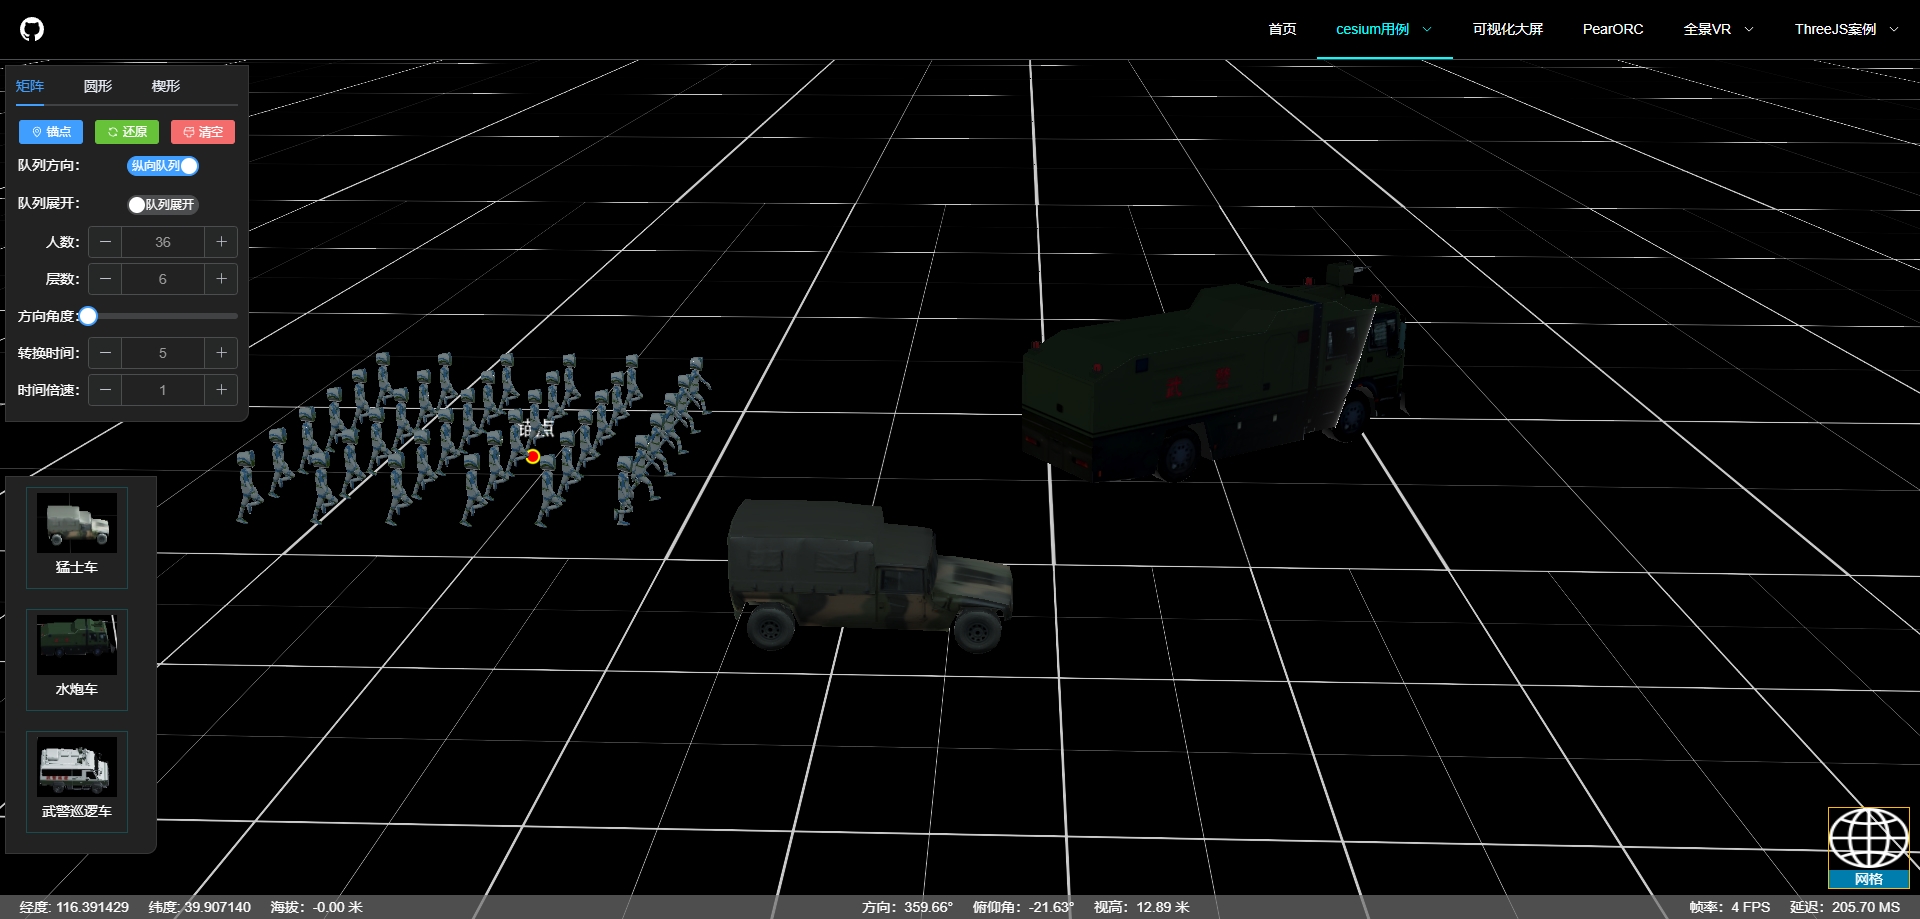 首页 cesium用例 可视化大屏 PearORC 全景VR ThreeJS案例
矩阵 圆形 楔形
锚点 还原 清空
队列方向: 纵向队列
队列展开: 队列展开
人数: 36
层数: 6
方向角度:
转换时间: 5
时间倍速: 1
锚点
猛士车
水炮车
武警巡逻车
网格
经度: 116.391429 纬度: 39.907140 海拔: -0.00 米 方向: 359.66° 俯仰角: -21.63° 视高: 12.89 米 帧率: 4 FPS 延迟: 205.70 MS